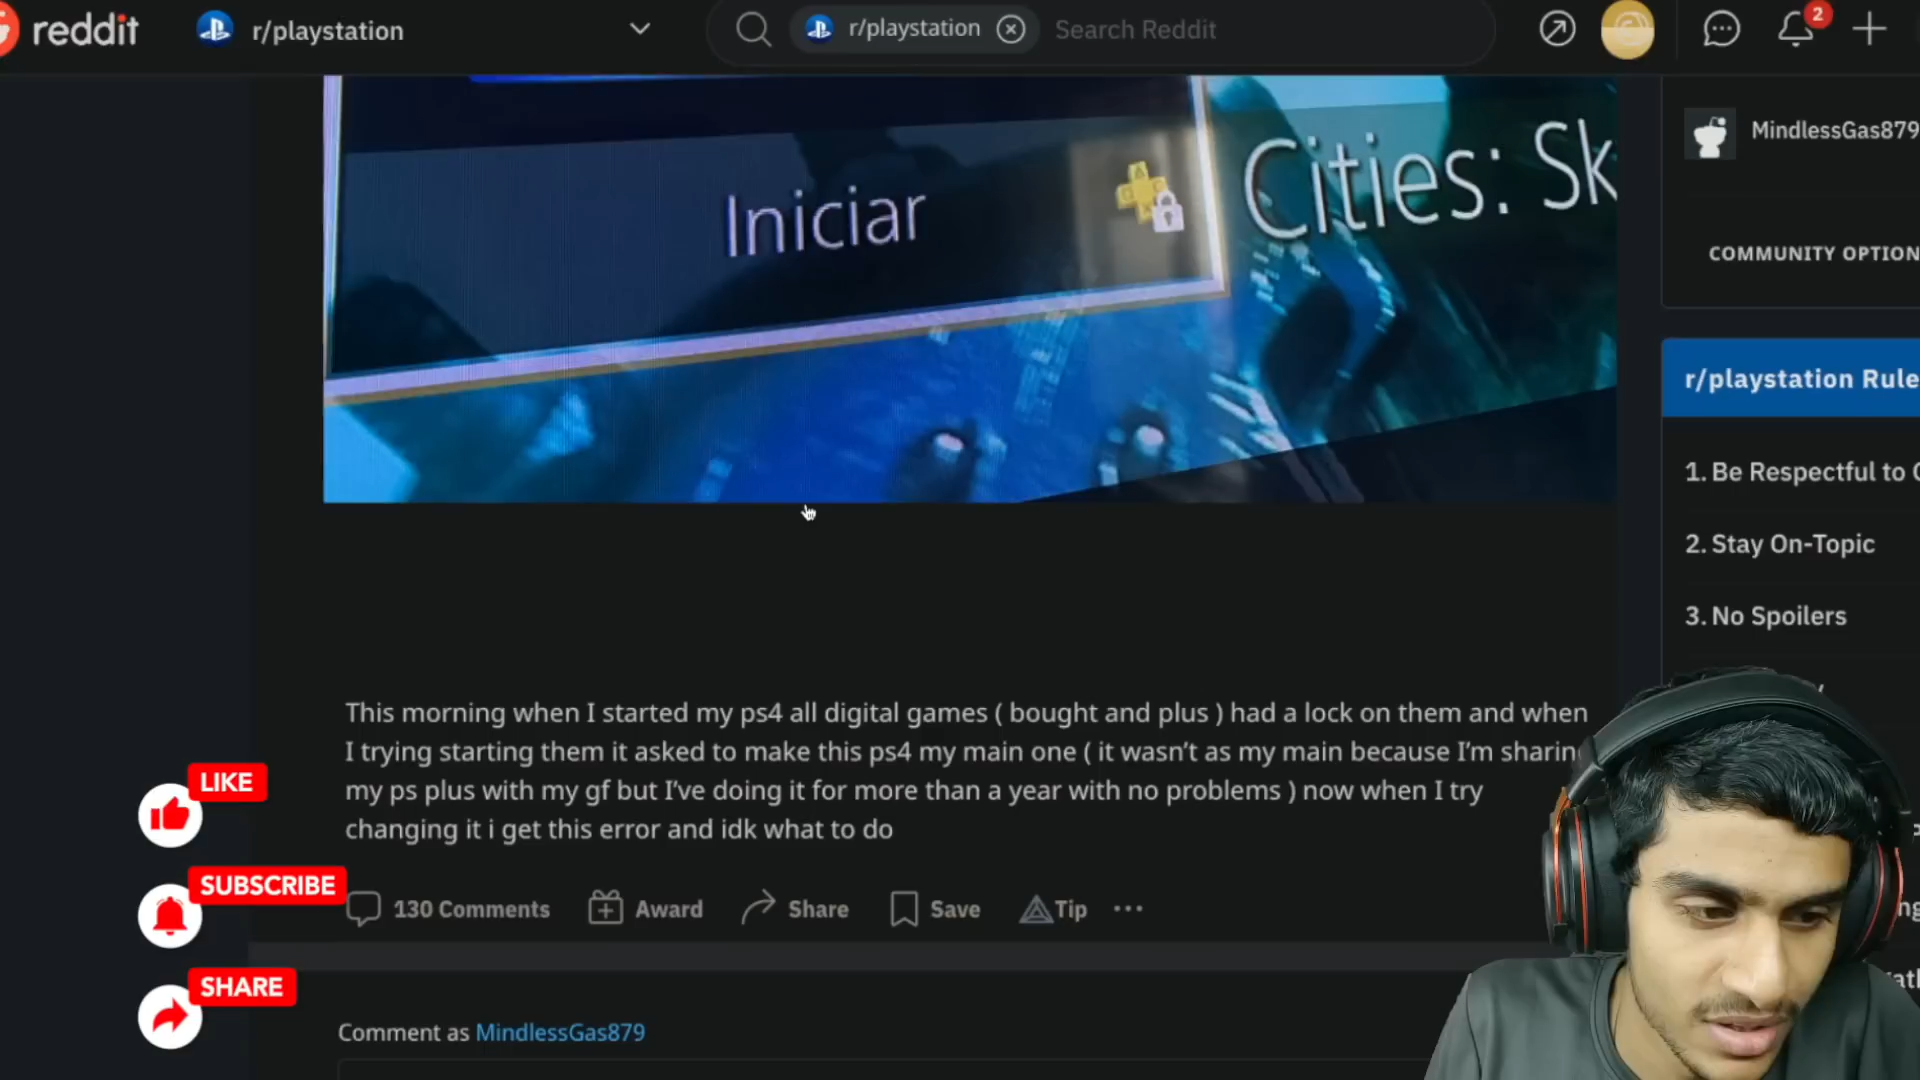 reddit
r/playstation
r/playstation
Search Reddit
2
Iniciar
Cities: Sk
MindlessGas879
COMMUNITY OPTION
r/playstation Rule
1. Be Respectful to
2. Stay On-Topic
3. No Spoilers
This morning when I started my ps4 all digital games ( bought and plus ) had a lock on them and when
I trying starting them it asked to make this ps4 my main one ( it wasn't as my main because I'm sharin
my ps plus with my gf but I've doing it for more than a year with no problems ) now when I try
changing it i get this error and idk what to do
LIKE
SUBSCRIBE
SHARE
130 Comments
Award
Share
Save
Tip
Comment as MindlessGas879